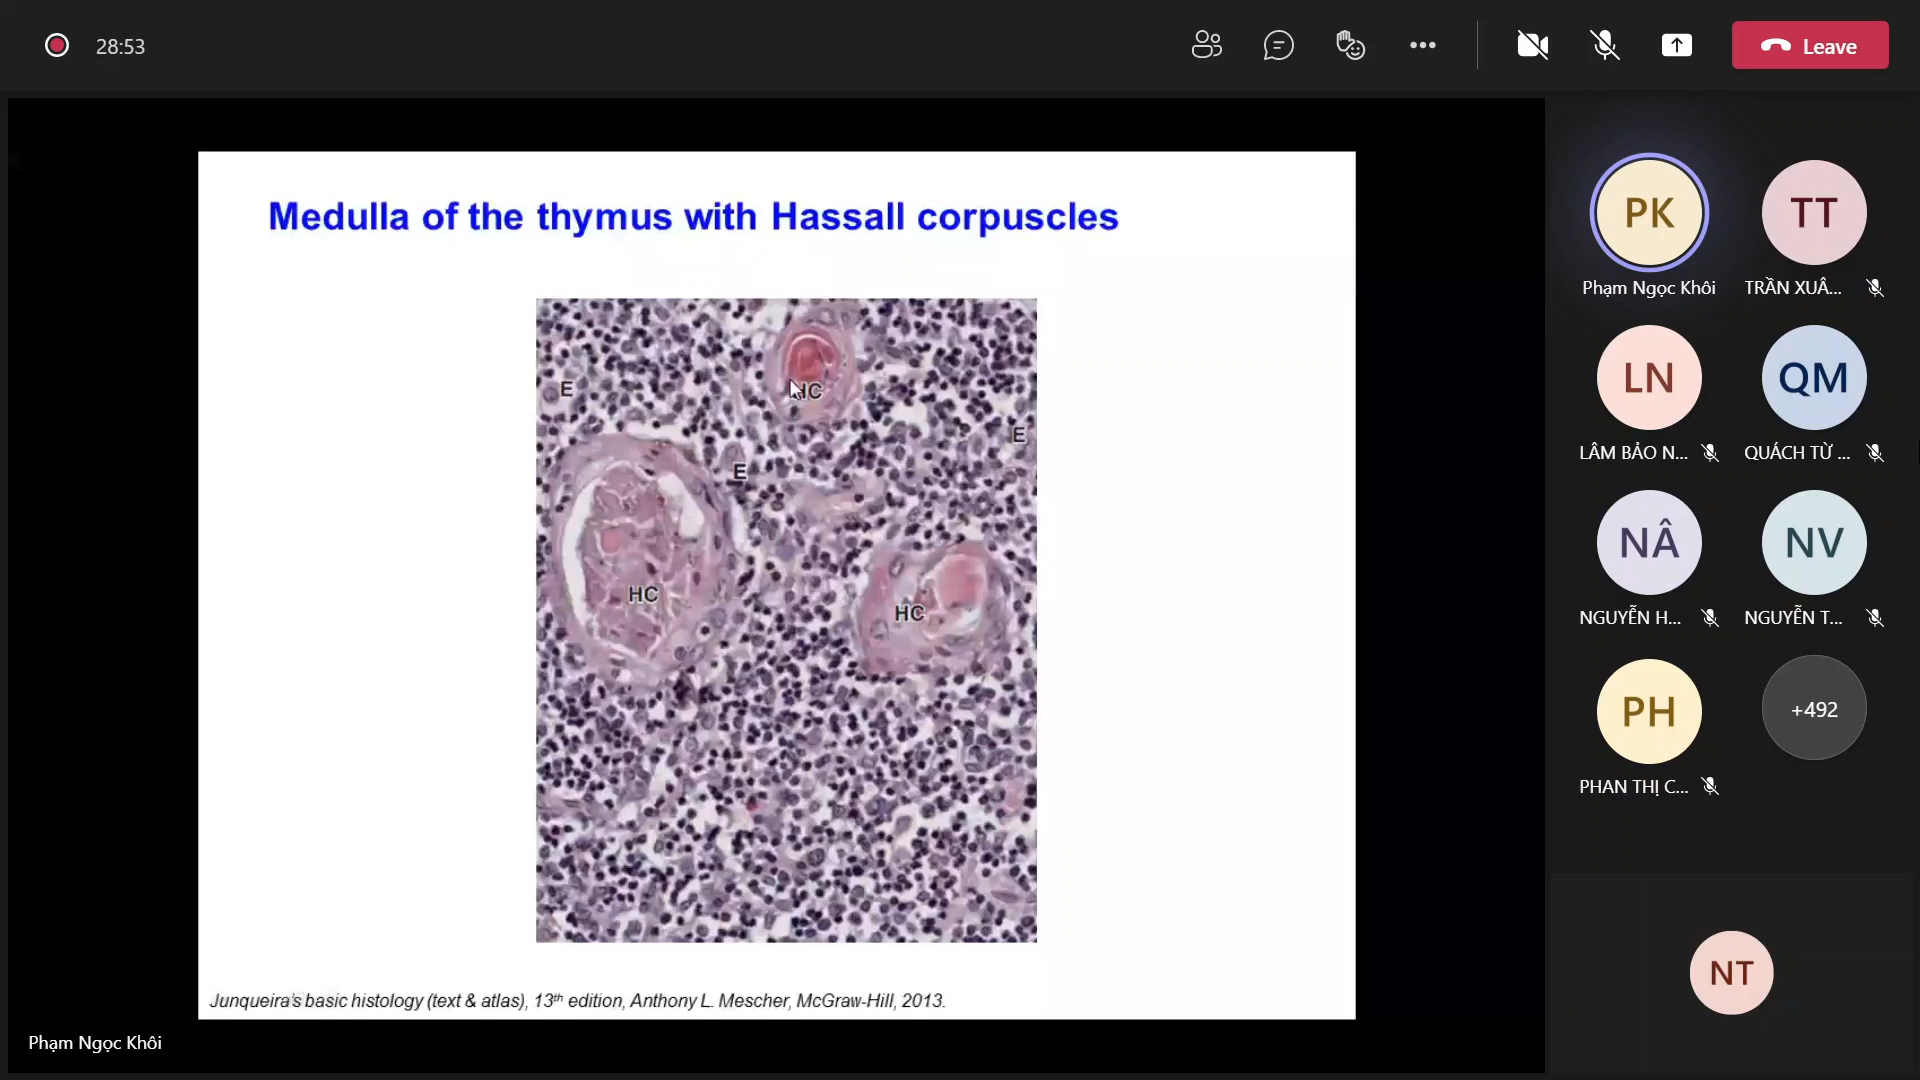 28:53
Leave
Medulla of the thymus with Hassall corpuscles
E
HC
E
E
HC
HC
Junqueira's basic histology (text & atlas), 13th edition, Anthony L. Mescher, McGraw-Hill, 2013.
Phạm Ngọc Khôi
PK
TT
Phạm Ngọc Khôi
TRẦN XUÂ...
LN
QM
LÂM BẢO N...
QUÁCH TỪ ...
NÂ
NV
NGUYỄN H...
NGUYỄN T...
PH
+492
PHAN THỊ C...
NT